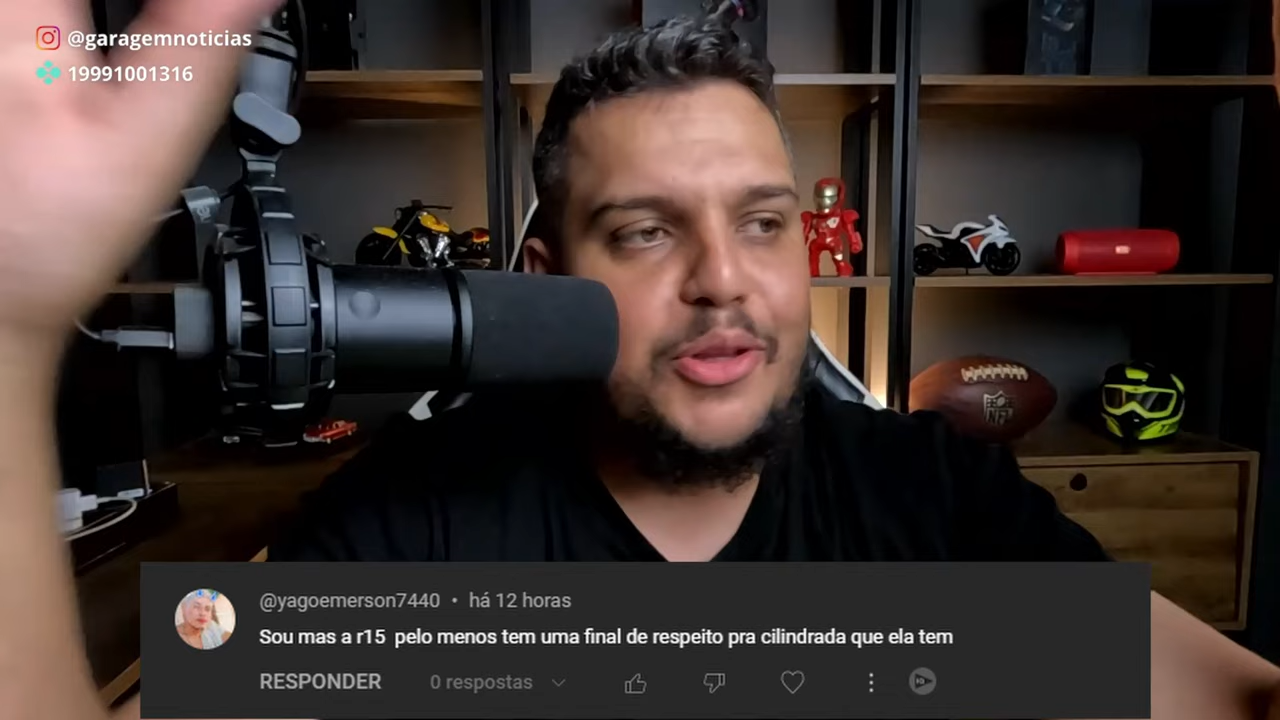 @garagemnoticias
19991001316
NFL
@yagoemerson7440 • há 12 horas
Sou mas a r15 pelo menos tem uma final de respeito pra cilindrada que ela tem
RESPONDER 0 respostas